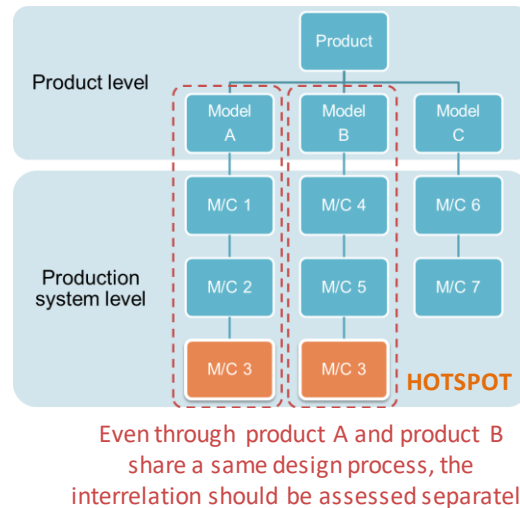 Product
Product level
Model
A
Model
B
Model
C
M/C 1
M/C 4
M/C 6
Production
system level
M/C 2
M/C 5
M/C 7
M/C 3
M/C 3
HOTSPOT
Even through product A and product B
share a same design process, the
interrelation should be assessed separatel